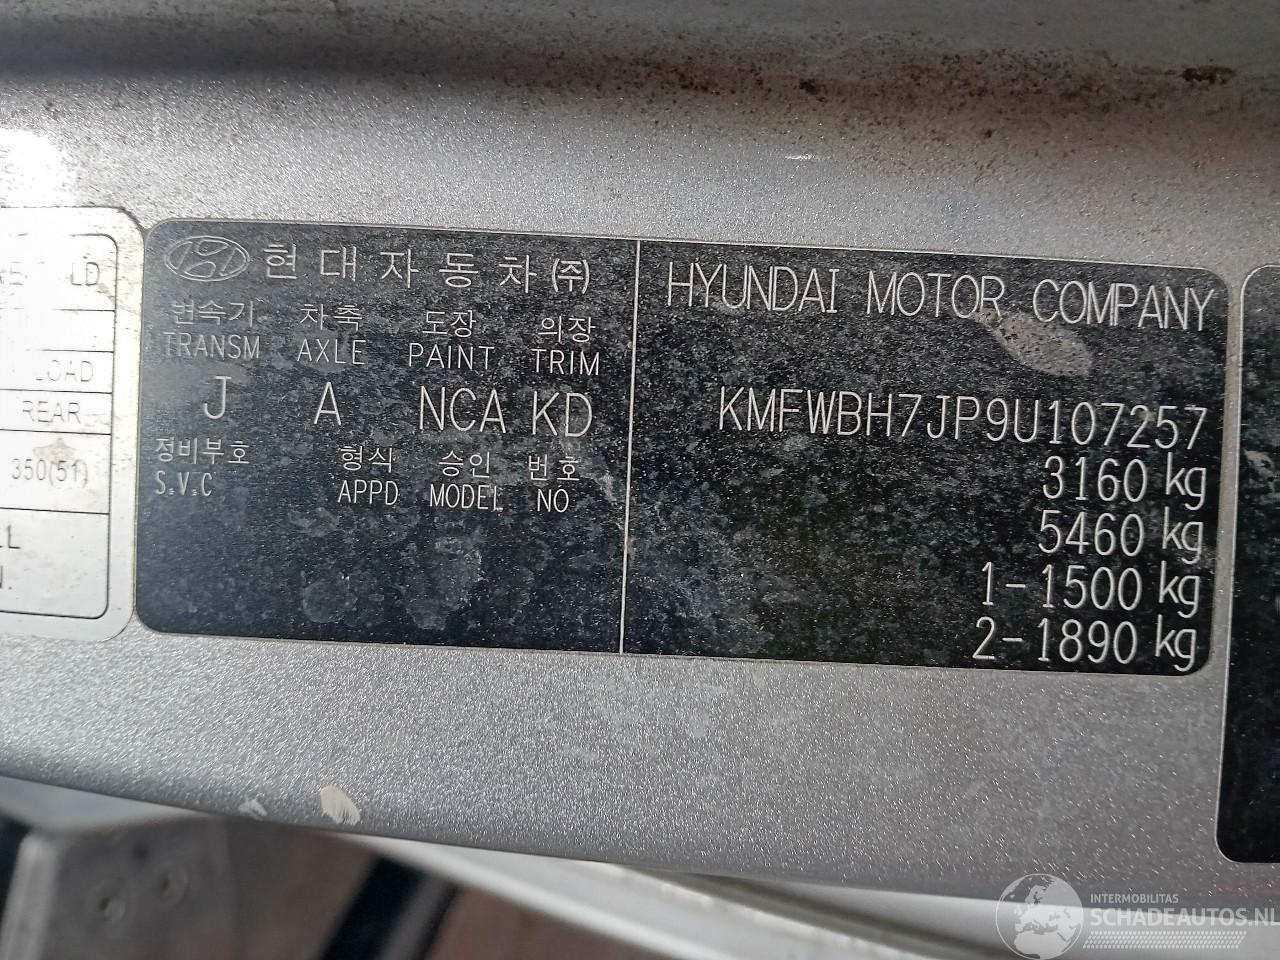 LD
LOAD
REAR
350(51)
현대자동차(주)
변속기 차축 도장 의장
TRANSM AXLE PAINT TRIM
J A NCA KD
정비부호 형식 승인 번호
S.V.C APPD MODEL NO
HYUNDAI MOTOR COMPANY
KMFWBH7JP9U107257
3160 kg
5460 kg
1-1500 kg
2-1890 kg
INTERMOBILITAS
SCHADEAUTOS.NL